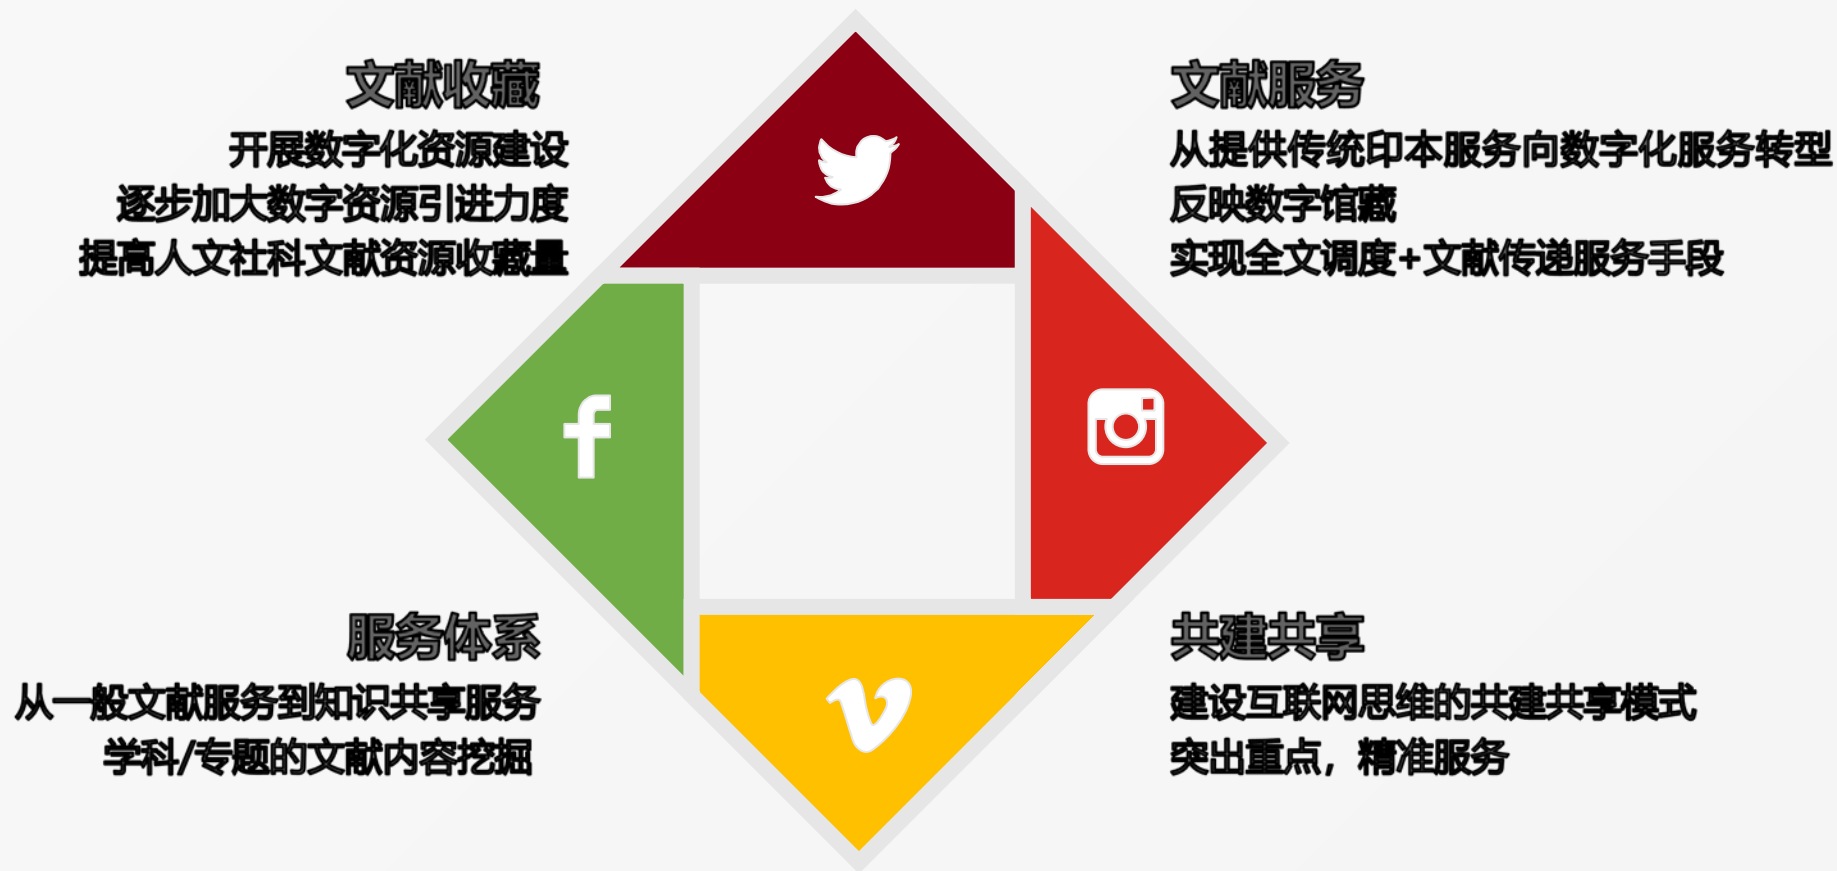 文献收藏
开展数字化资源建设
逐步加大数字资源引进力度
提高人文社科文献资源收藏量
文献服务
从提供传统印本服务向数字化服务转型
反映数字馆藏
实现全文调度+文献传递服务手段
服务体系
从一般文献服务到知识共享服务
学科/专题的文献内容挖掘
共建共享
建设互联网思维的共建共享模式
突出重点，精准服务